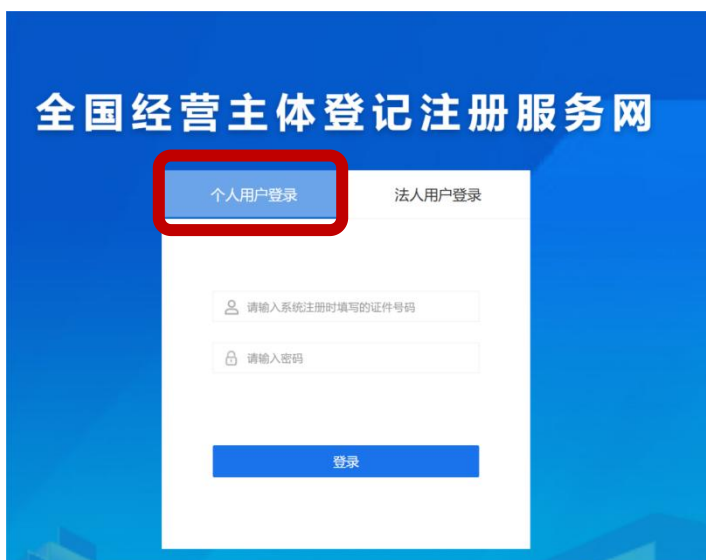 全国经营主体登记注册服务网
个人用户登录 法人用户登录
请输入系统注册时填写的证件号码
请输入密码
登录